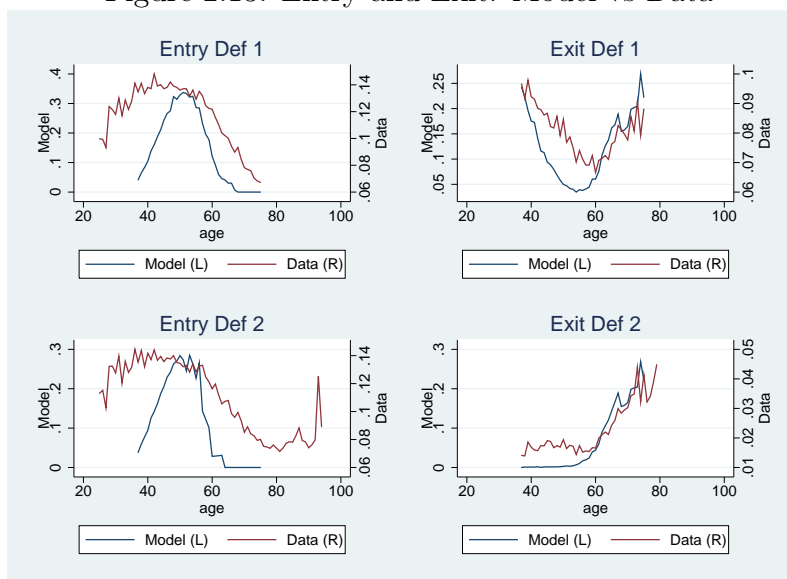 Figure Entry and Exit: Model vs Data
Entry Def 1
Model
0 .1 .2 .3 .4
.06 .08 .1 .12 .14
Data
20 40 60 80 100
age
Model (L) Data (R)
Exit Def 1
Model
.05 .1 .15 .2 .25
.06 .07 .08 .09 .1
Data
20 40 60 80 100
age
Model (L) Data (R)
Entry Def 2
Model
0 .1 .2 .3
.06 .08 .1 .12 .14
Data
20 40 60 80 100
age
Model (L) Data (R)
Exit Def 2
Model
0 .1 .2 .3
.01 .02 .03 .04 .05
Data
20 40 60 80 100
age
Model (L) Data (R)